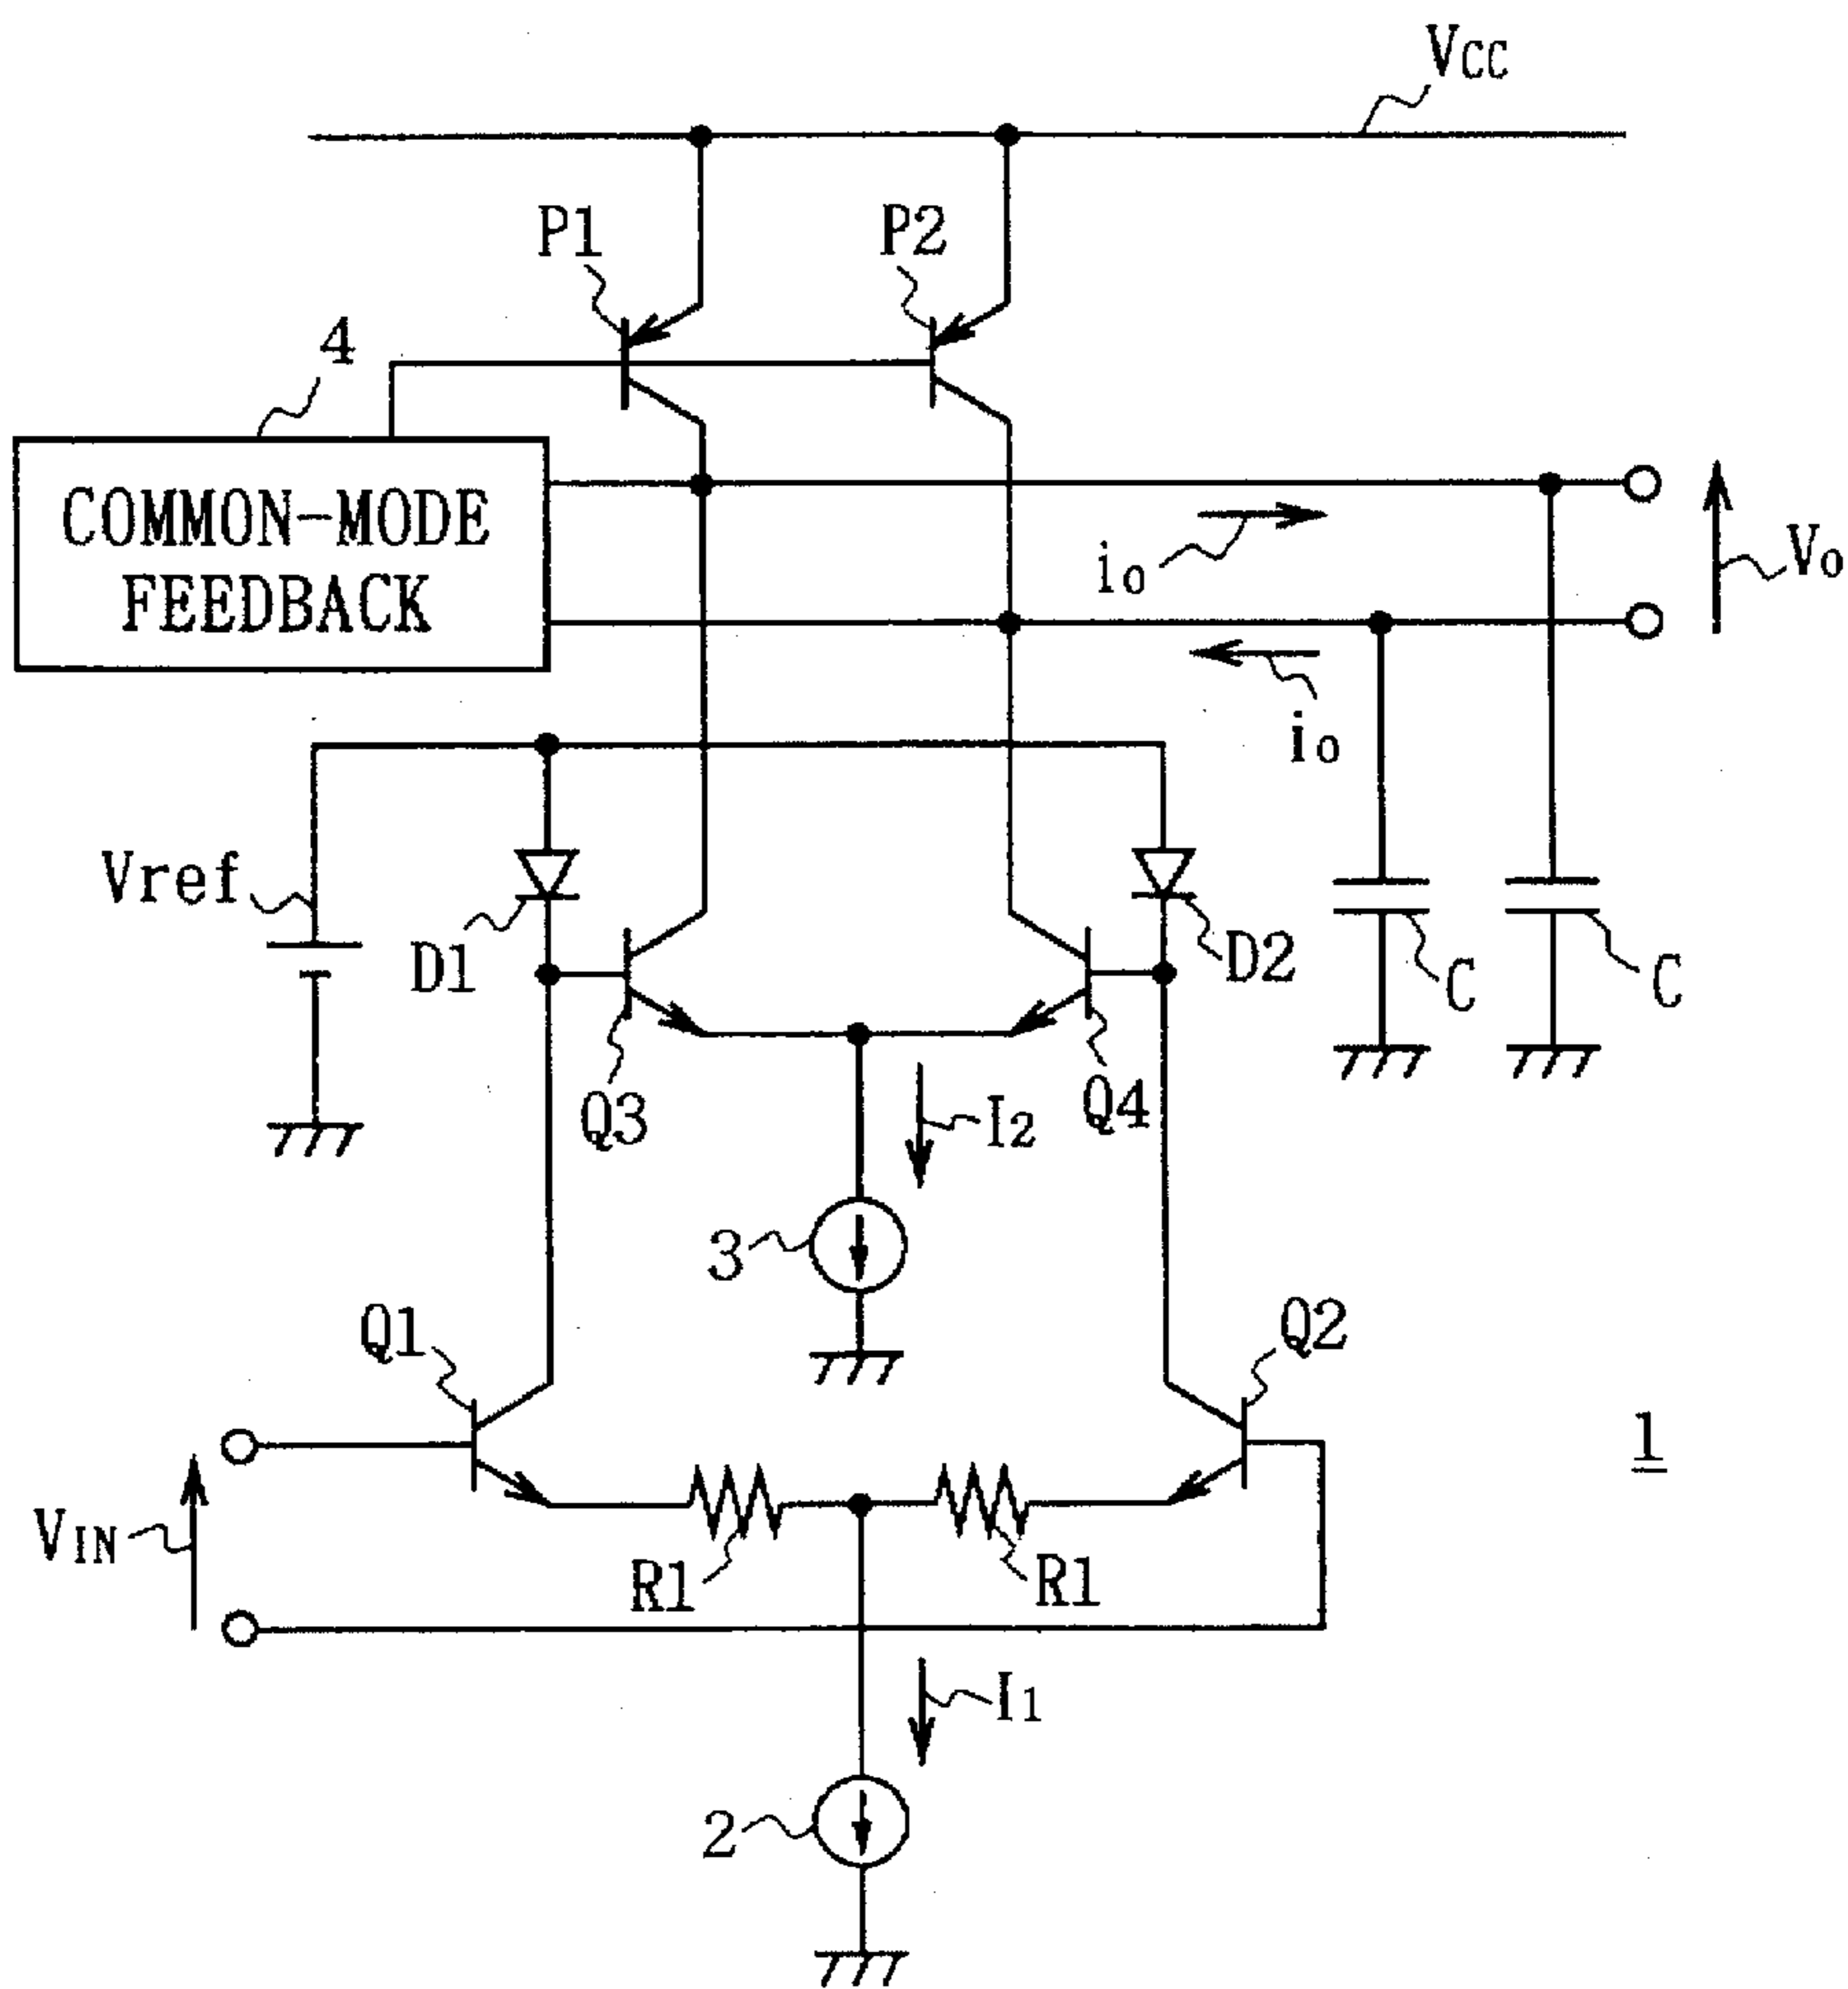 VCC
P1
P2
4
COMMON-MODE
FEEDBACK
io
Vo
io
Vref
D1
D2
C
C
Q3
Q4
I2
3
Q1
Q2
1
VIN
R1
R1
I1
2